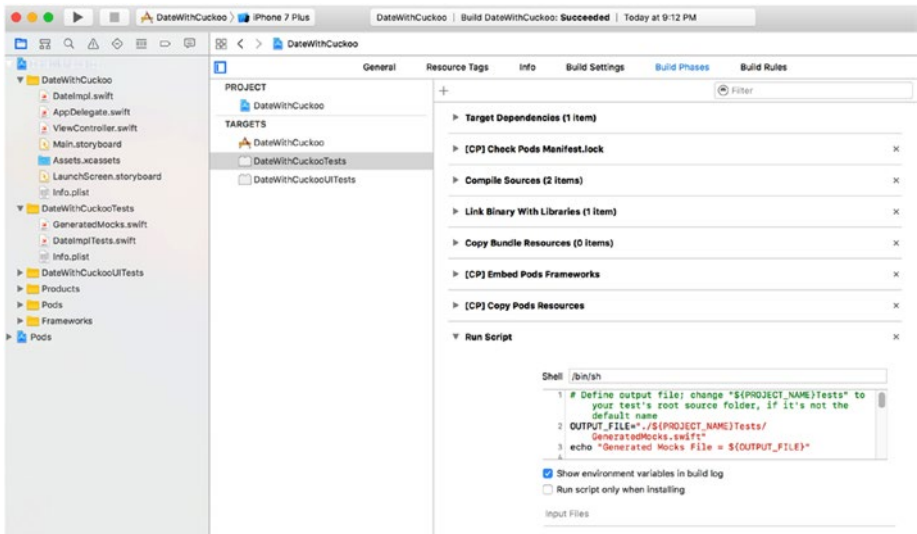 DateWithCuckoo
iPhone 7 Plus
DateWithCuckoo | Build DateWithCuckoo: Succeeded | Today at 9:12 PM
DateWithCuckoo
DateWithCuckoo
DateImpl.swift
AppDelegate.swift
ViewController.swift
Main.storyboard
Assets.xcassets
LaunchScreen.storyboard
Info.plist
DateWithCuckooTests
GeneratedMocks.swift
DateImplTests.swift
Info.plist
DateWithCuckooUITests
Products
Pods
Frameworks
Pods
General Resource Tags Info Build Settings Build Phases Build Rules
PROJECT
DateWithCuckoo
TARGETS
DateWithCuckoo
DateWithCuckooTests
DateWithCuckooUITests
Filter
Target Dependencies (1 item)
[CP] Check Pods Manifest.lock
Compile Sources (2 items)
Link Binary With Libraries (1 item)
Copy Bundle Resources (0 items)
[CP] Embed Pods Frameworks
[CP] Copy Pods Resources
Run Script
Shell /bin/sh
1 # Define output file; change "${PROJECT_NAME}Tests" to
your test's root source folder, if it's not the
default name
2 OUTPUT_FILE="./${PROJECT_NAME}Tests/
GeneratedMocks.swift"
3 echo "Generated Mocks File = ${OUTPUT_FILE}"
4
Show environment variables in build log
Run script only when installing
Input Files